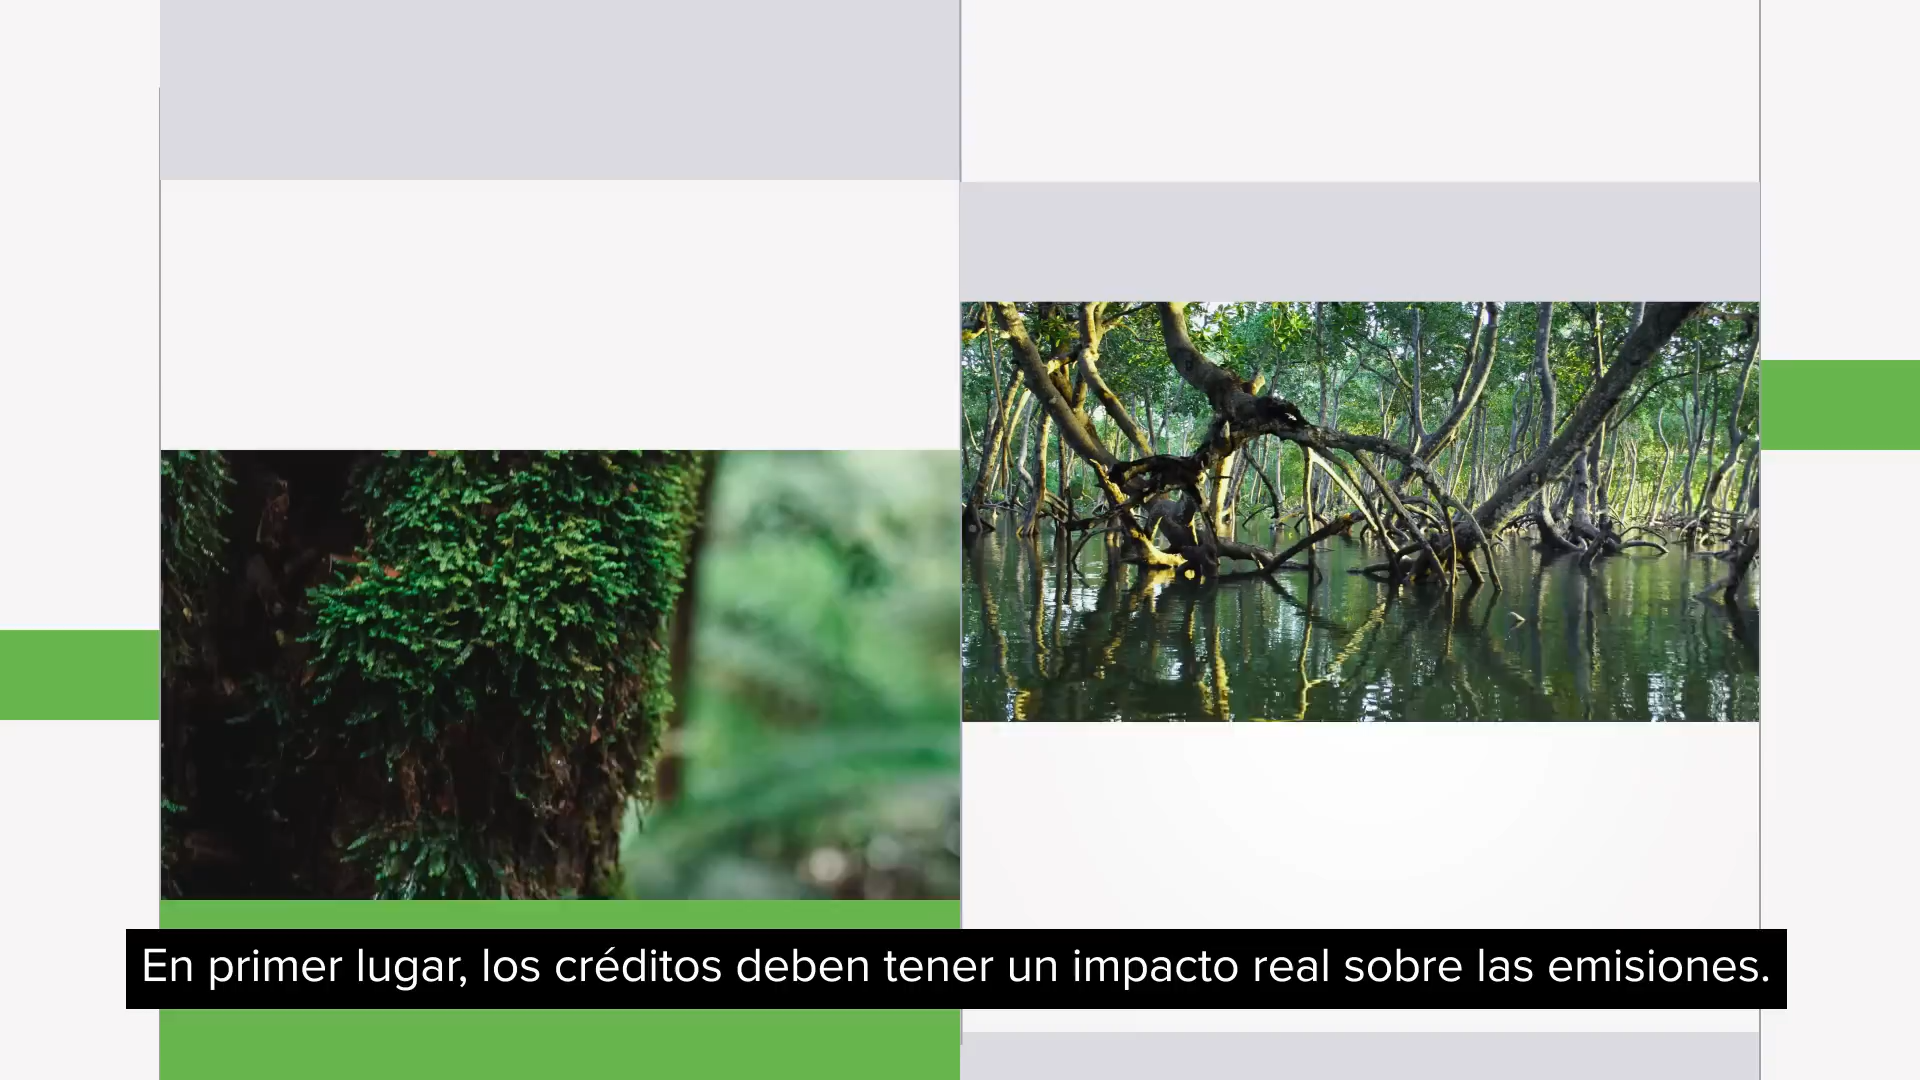 En primer lugar, los créditos deben tener un impacto real sobre las emisiones.